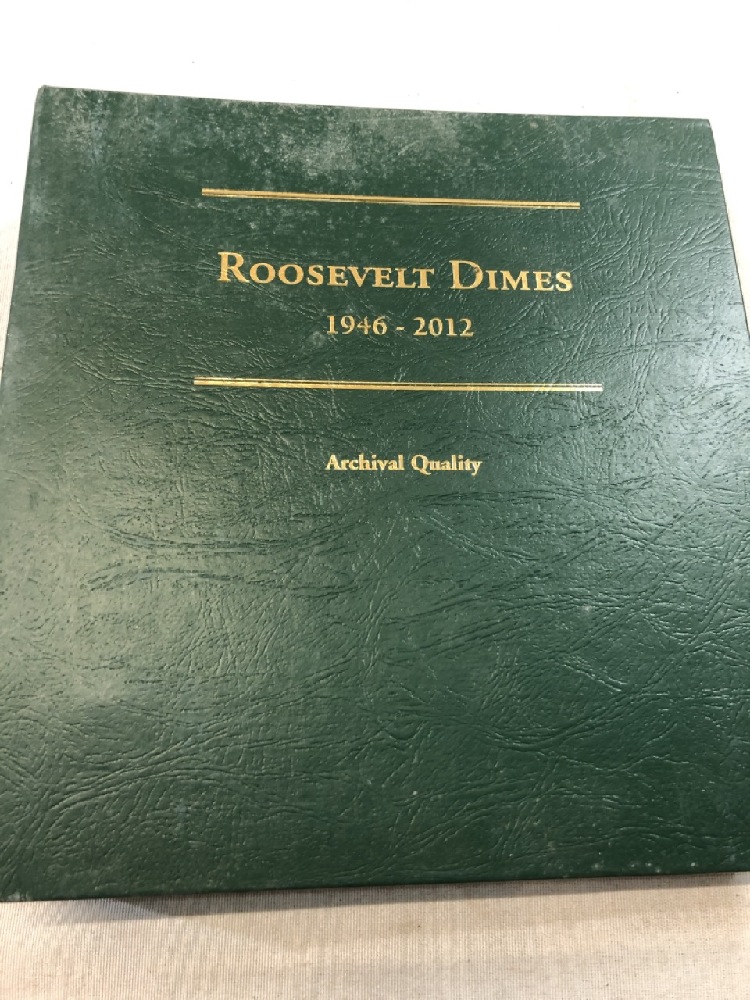 Roosevelt Dimes
1946 - 2012
Archival Quality